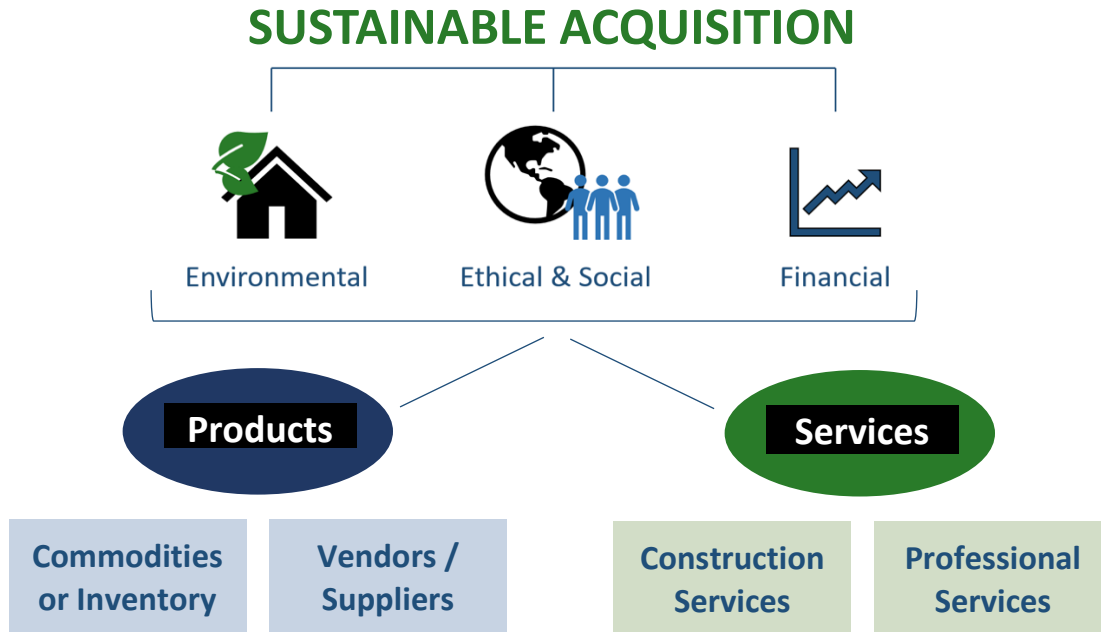 SUSTAINABLE ACQUISITION
Environmental
Ethical & Social
Financial
Products
Services
Commodities
or Inventory
Vendors /
Suppliers
Construction
Services
Professional
Services